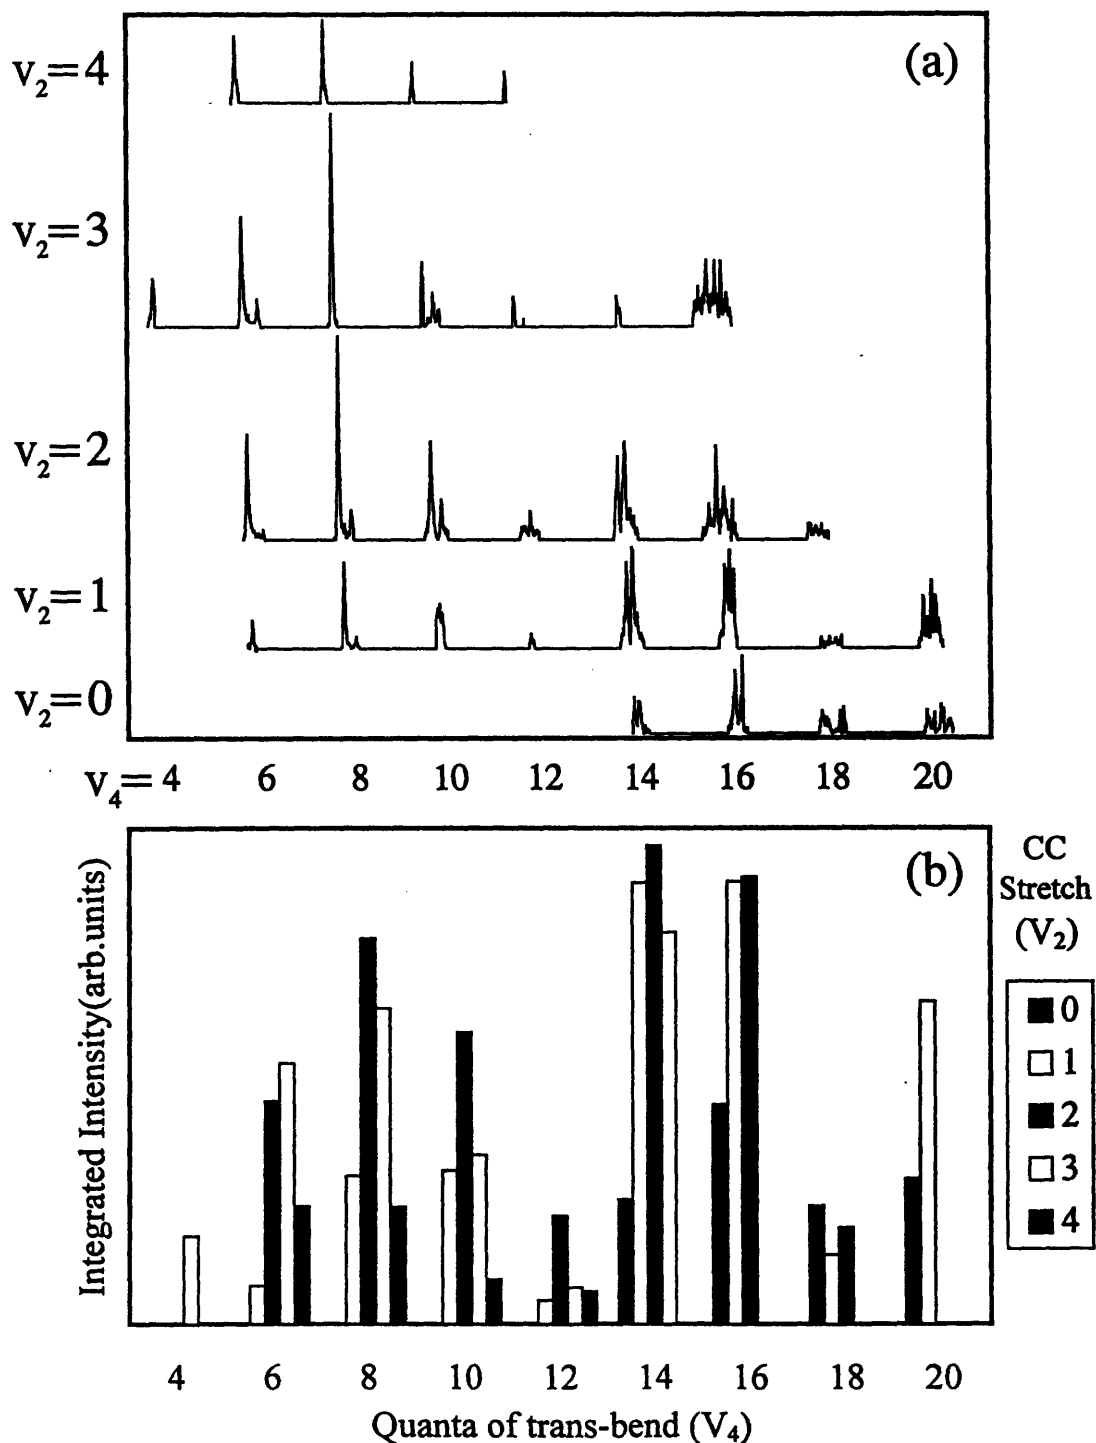 (a)
V₂=4
V₂=3
V₂=2
V₂=1
V₂=0
V₄= 4 6 8 10 12 14 16 18 20
(b)
Integrated Intensity(arb.units)
CC
Stretch
(V₂)
0
1
2
3
4
4 6 8 10 12 14 16 18 20
Quanta of trans-bend (V₄)